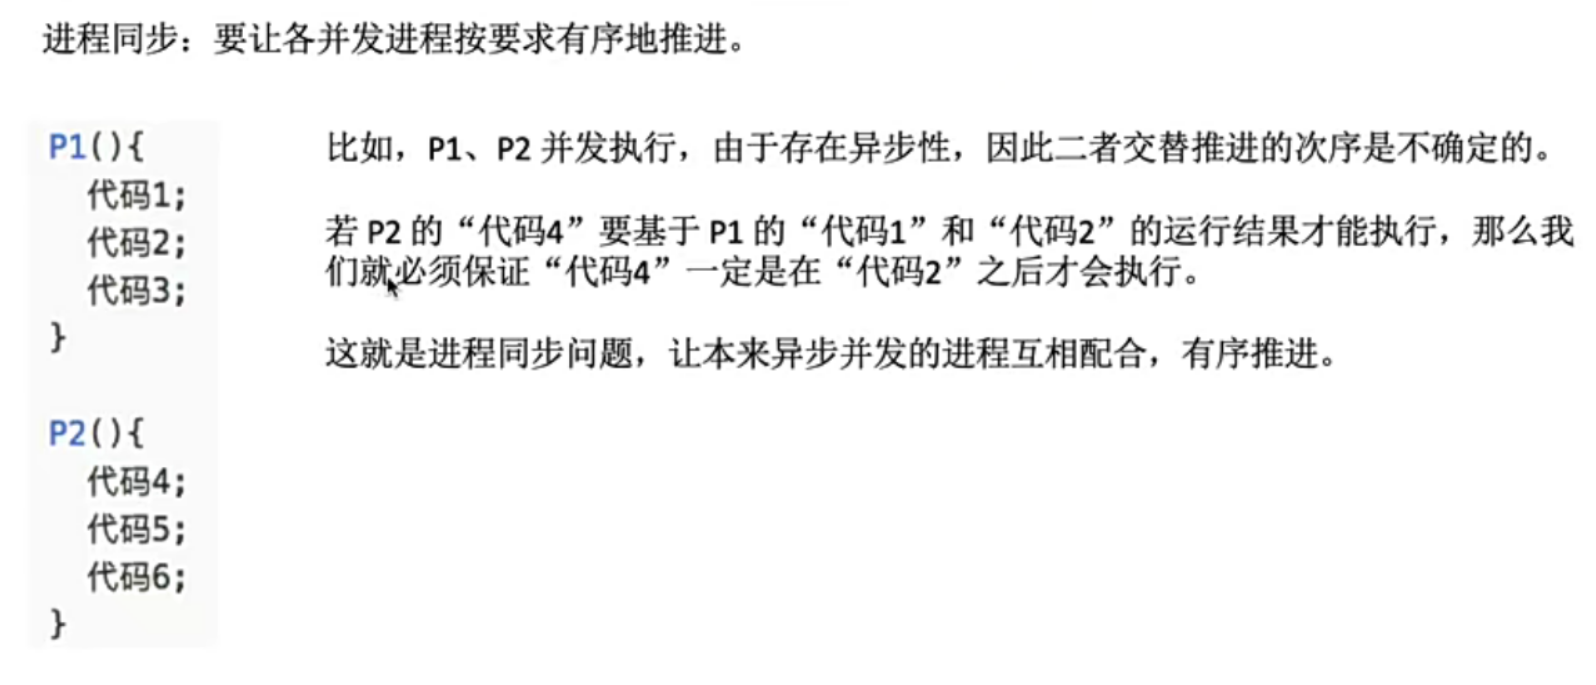 进程同步：要让各并发进程按要求有序地推进。
P1(){
代码1;
代码2;
代码3;
}
P2(){
代码4;
代码5;
代码6;
}
比如，P1、P2 并发执行，由于存在异步性，因此二者交替推进的次序是不确定的。
若 P2 的“代码4”要基于 P1 的“代码1”和“代码2”的运行结果才能执行，那么我
们就必须保证“代码4”一定是在“代码2”之后才会执行。
这就是进程同步问题，让本来异步并发的进程互相配合，有序推进。